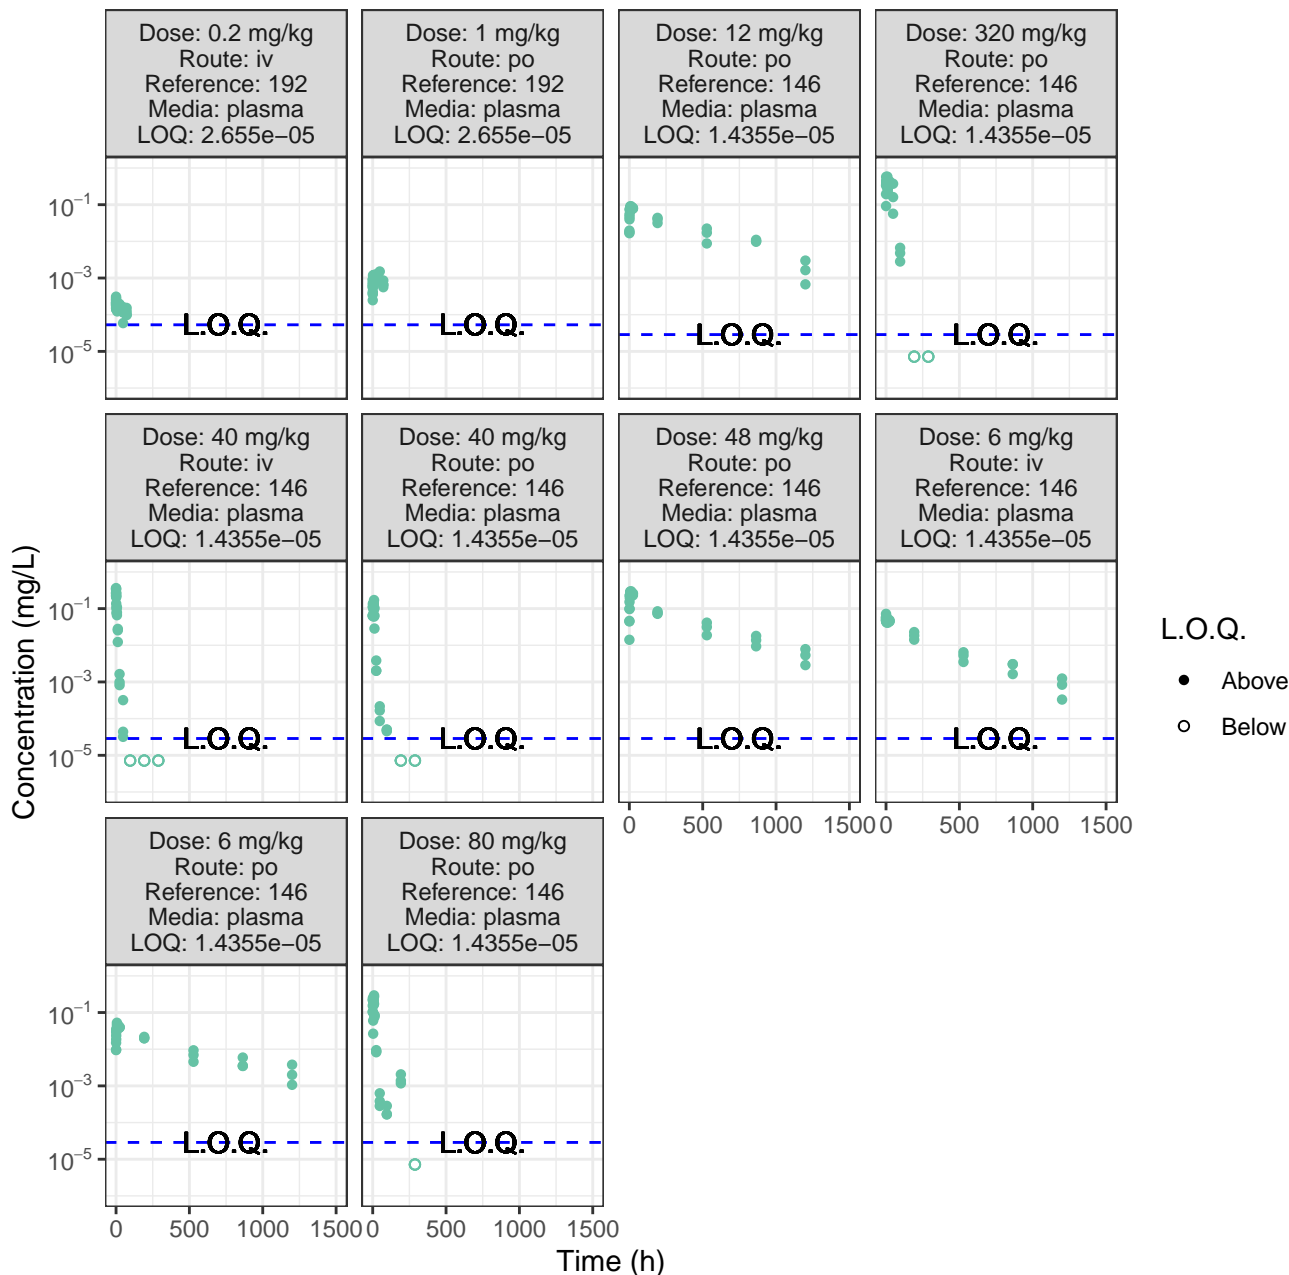 Dose: 0.2 mg/kg
Route: iv
Reference: 192
Media: plasma
LOQ: 2.655e−05
Dose: 1 mg/kg
Route: po
Reference: 192
Media: plasma
LOQ: 2.655e−05
Dose: 12 mg/kg
Route: po
Reference: 146
Media: plasma
LOQ: 1.4355e−05
Dose: 320 mg/kg
Route: po
Reference: 146
Media: plasma
LOQ: 1.4355e−05
10⁻¹
10⁻³
10⁻⁵
L.O.Q.
L.O.Q.
L.O.Q.
L.O.Q.
Dose: 40 mg/kg
Route: iv
Reference: 146
Media: plasma
LOQ: 1.4355e−05
Dose: 40 mg/kg
Route: po
Reference: 146
Media: plasma
LOQ: 1.4355e−05
Dose: 48 mg/kg
Route: po
Reference: 146
Media: plasma
LOQ: 1.4355e−05
Dose: 6 mg/kg
Route: iv
Reference: 146
Media: plasma
LOQ: 1.4355e−05
10⁻¹
10⁻³
10⁻⁵
L.O.Q.
L.O.Q.
L.O.Q.
L.O.Q.
0 500 1000 1500
0 500 1000 1500
Dose: 6 mg/kg
Route: po
Reference: 146
Media: plasma
LOQ: 1.4355e−05
Dose: 80 mg/kg
Route: po
Reference: 146
Media: plasma
LOQ: 1.4355e−05
10⁻¹
10⁻³
10⁻⁵
L.O.Q.
L.O.Q.
0 500 1000 1500
0 500 1000 1500
Time (h)
Concentration (mg/L)
L.O.Q.
Above
Below